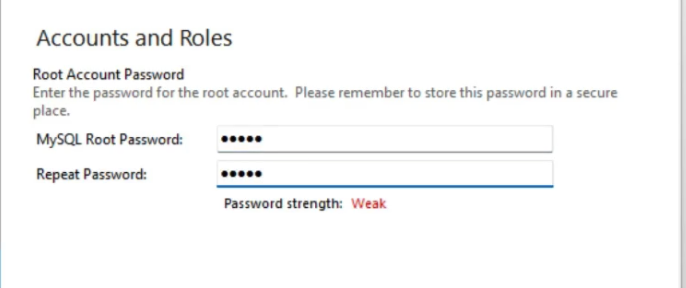 Accounts and Roles
Root Account Password
Enter the password for the root account. Please remember to store this password in a secure
place.
MySQL Root Password: •••••
Repeat Password: •••••
Password strength: Weak